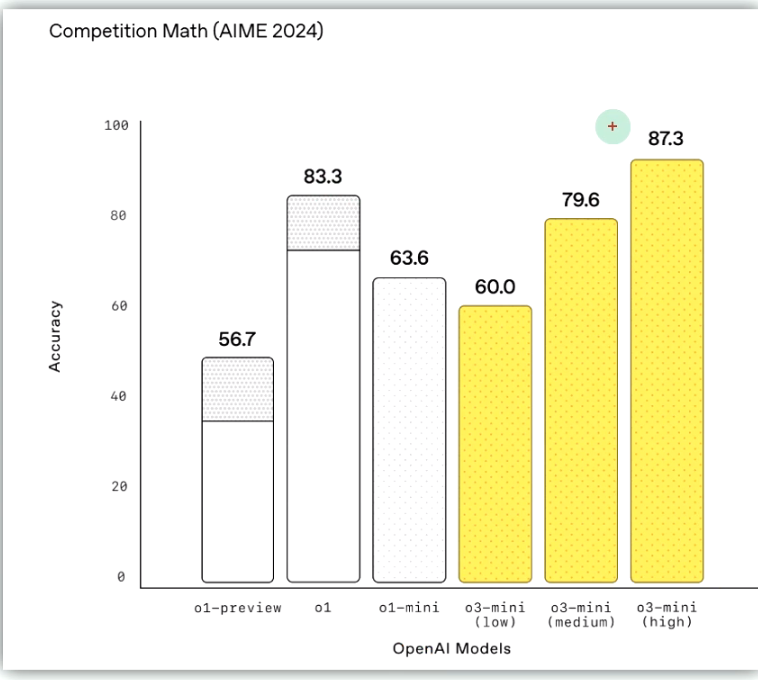 Competition Math (AIME 2024)
100
80
60
40
20
0
Accuracy
56.7
83.3
63.6
60.0
79.6
87.3
+
o1-preview
o1
o1-mini
o3-mini
(low)
o3-mini
(medium)
o3-mini
(high)
OpenAI Models